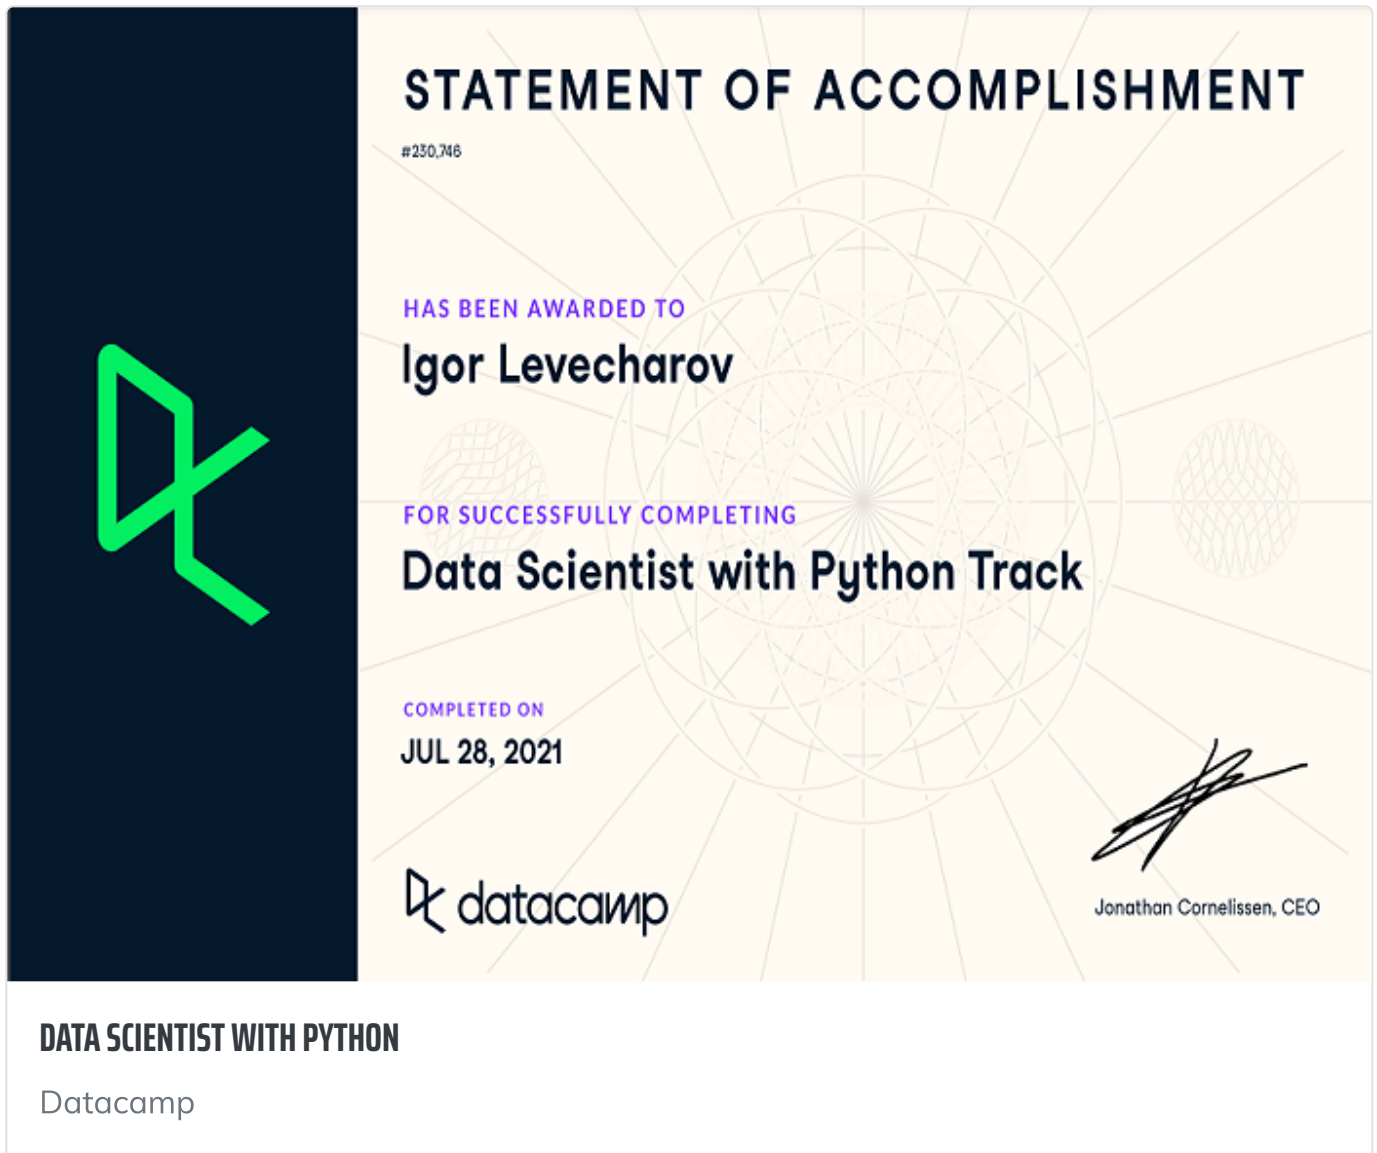 STATEMENT OF ACCOMPLISHMENT
#230,746
HAS BEEN AWARDED TO
Igor Levecharov
FOR SUCCESSFULLY COMPLETING
Data Scientist with Python Track
COMPLETED ON
JUL 28, 2021
datacamp
Jonathan Cornelissen, CEO
DATA SCIENTIST WITH PYTHON
Datacamp